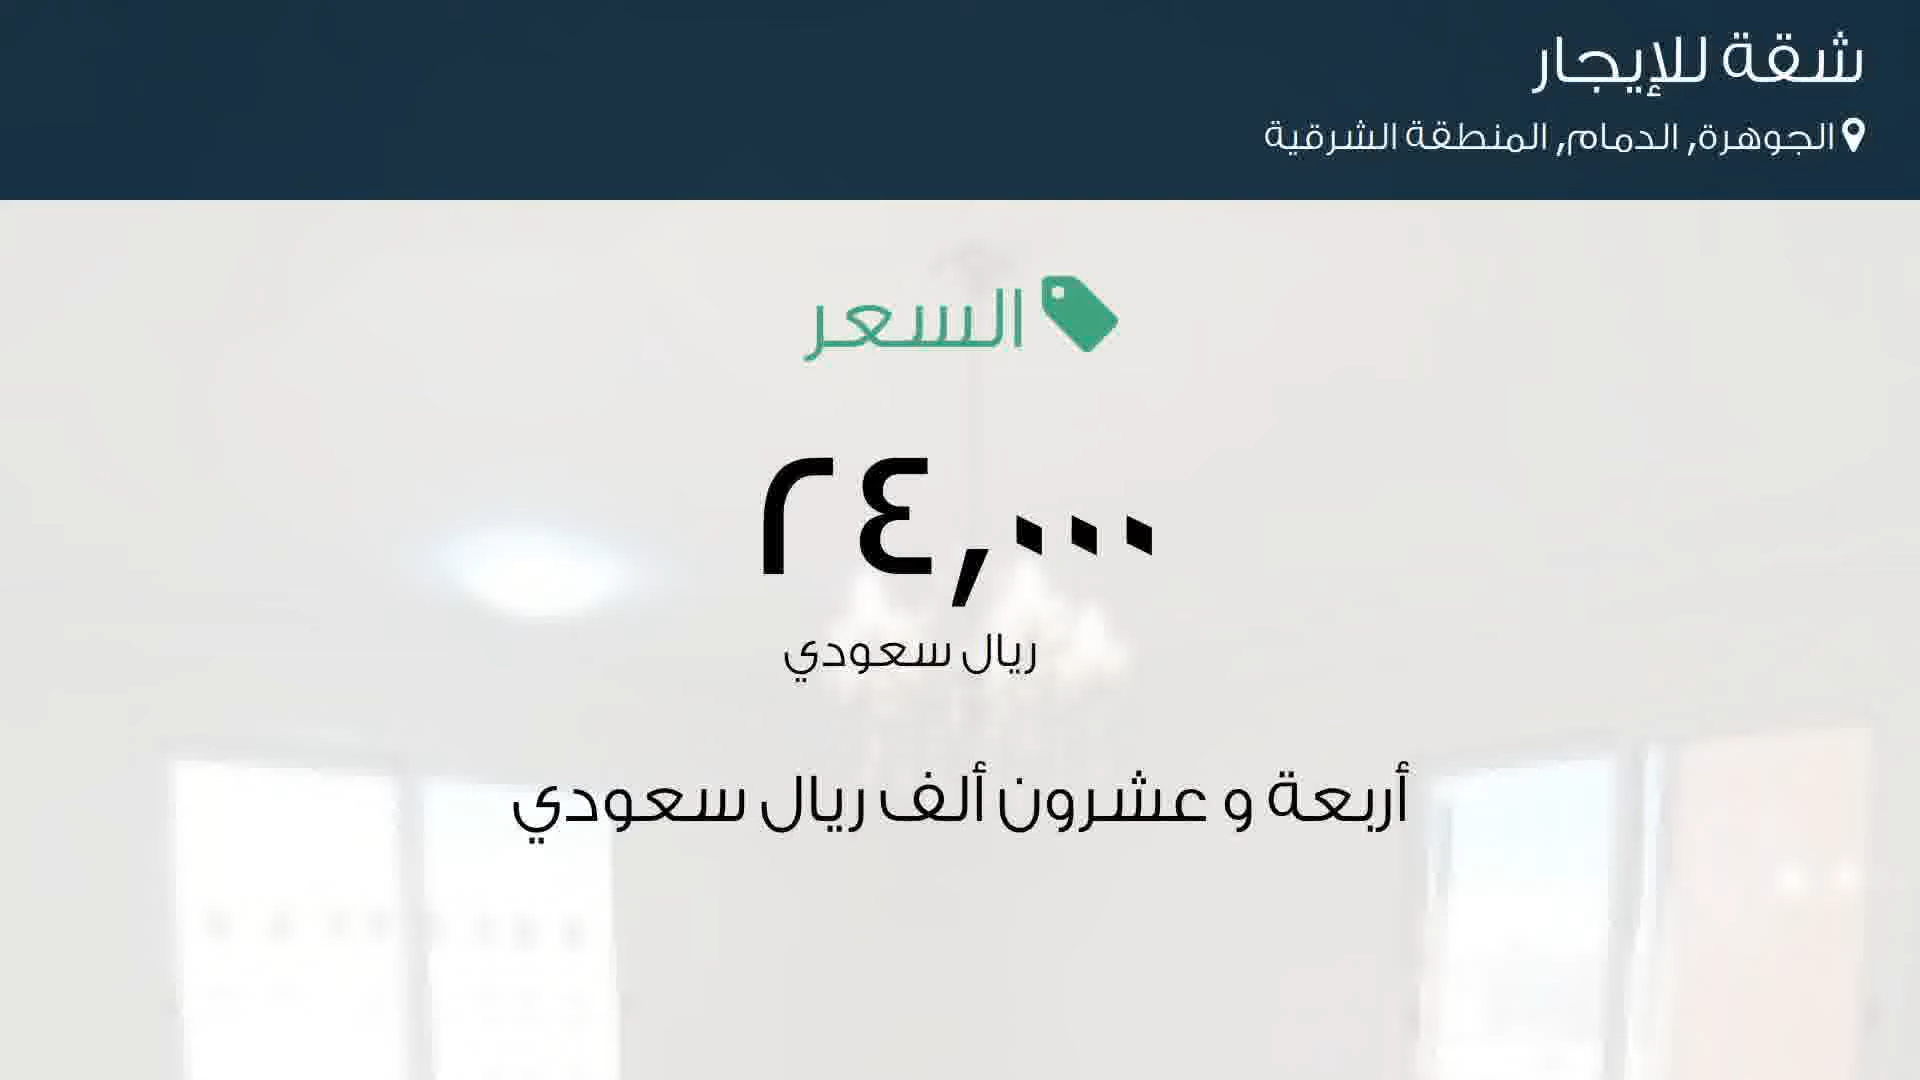 شقة للإيجار
الجوهرة, الدمام, المنطقة الشرقية
السعر
٢٤,٠٠٠
ريال سعودي
أربعة و عشرون ألف ريال سعودي